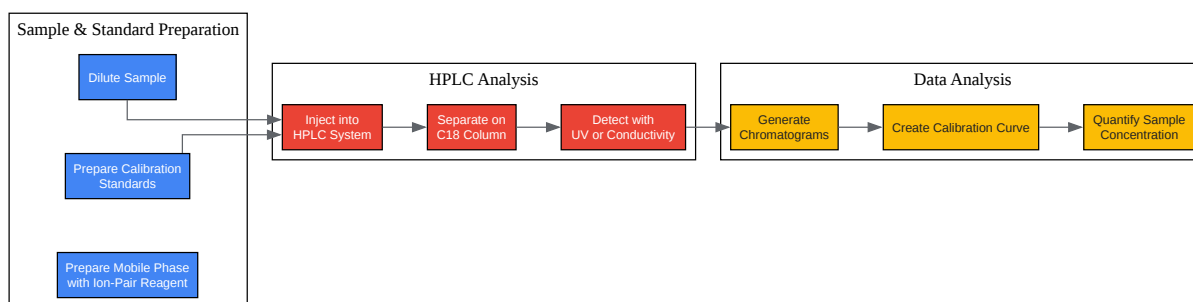 Sample & Standard Preparation
Dilute Sample
Prepare Calibration
Standards
Prepare Mobile Phase
with Ion-Pair Reagent
HPLC Analysis
Inject into
HPLC System
Separate on
C18 Column
Detect with
UV or Conductivity
Data Analysis
Generate
Chromatograms
Create Calibration Curve
Quantify Sample
Concentration